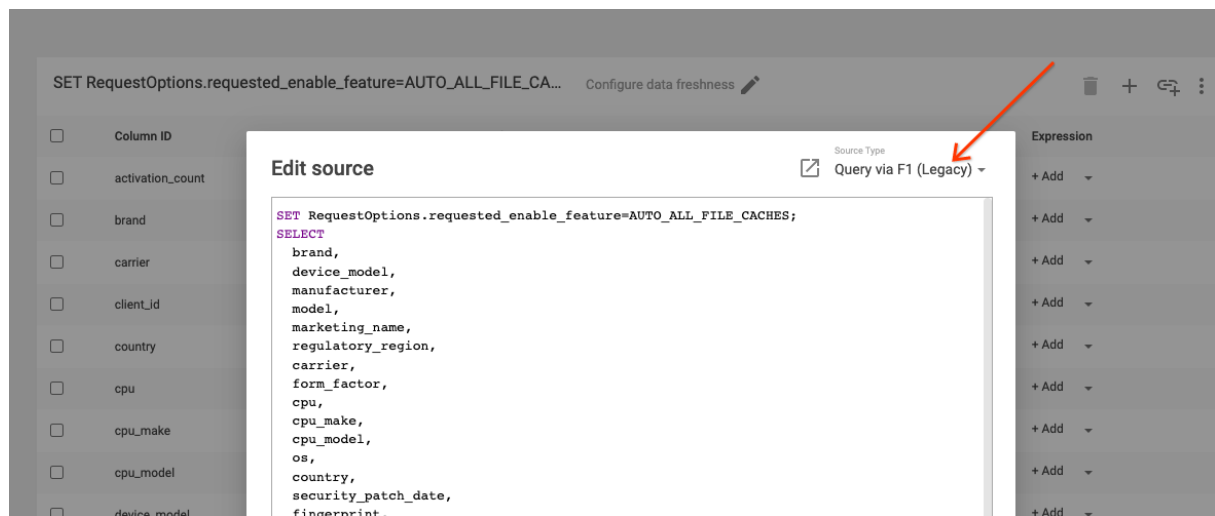 SET RequestOptions.requested_enable_feature=AUTO_ALL_FILE_CA... Configure data freshness
Column ID
Expression
Edit source
Source Type
Query via F1 (Legacy)
activation_count
+ Add
brand
+ Add
carrier
+ Add
client_id
+ Add
country
+ Add
cpu
+ Add
cpu_make
+ Add
cpu_model
+ Add
device_model
+ Add
SET RequestOptions.requested_enable_feature=AUTO_ALL_FILE_CACHES;
SELECT
brand,
device_model,
manufacturer,
model,
marketing_name,
regulatory_region,
carrier,
form_factor,
cpu,
cpu_make,
cpu_model,
os,
country,
security_patch_date,
fingerprint,